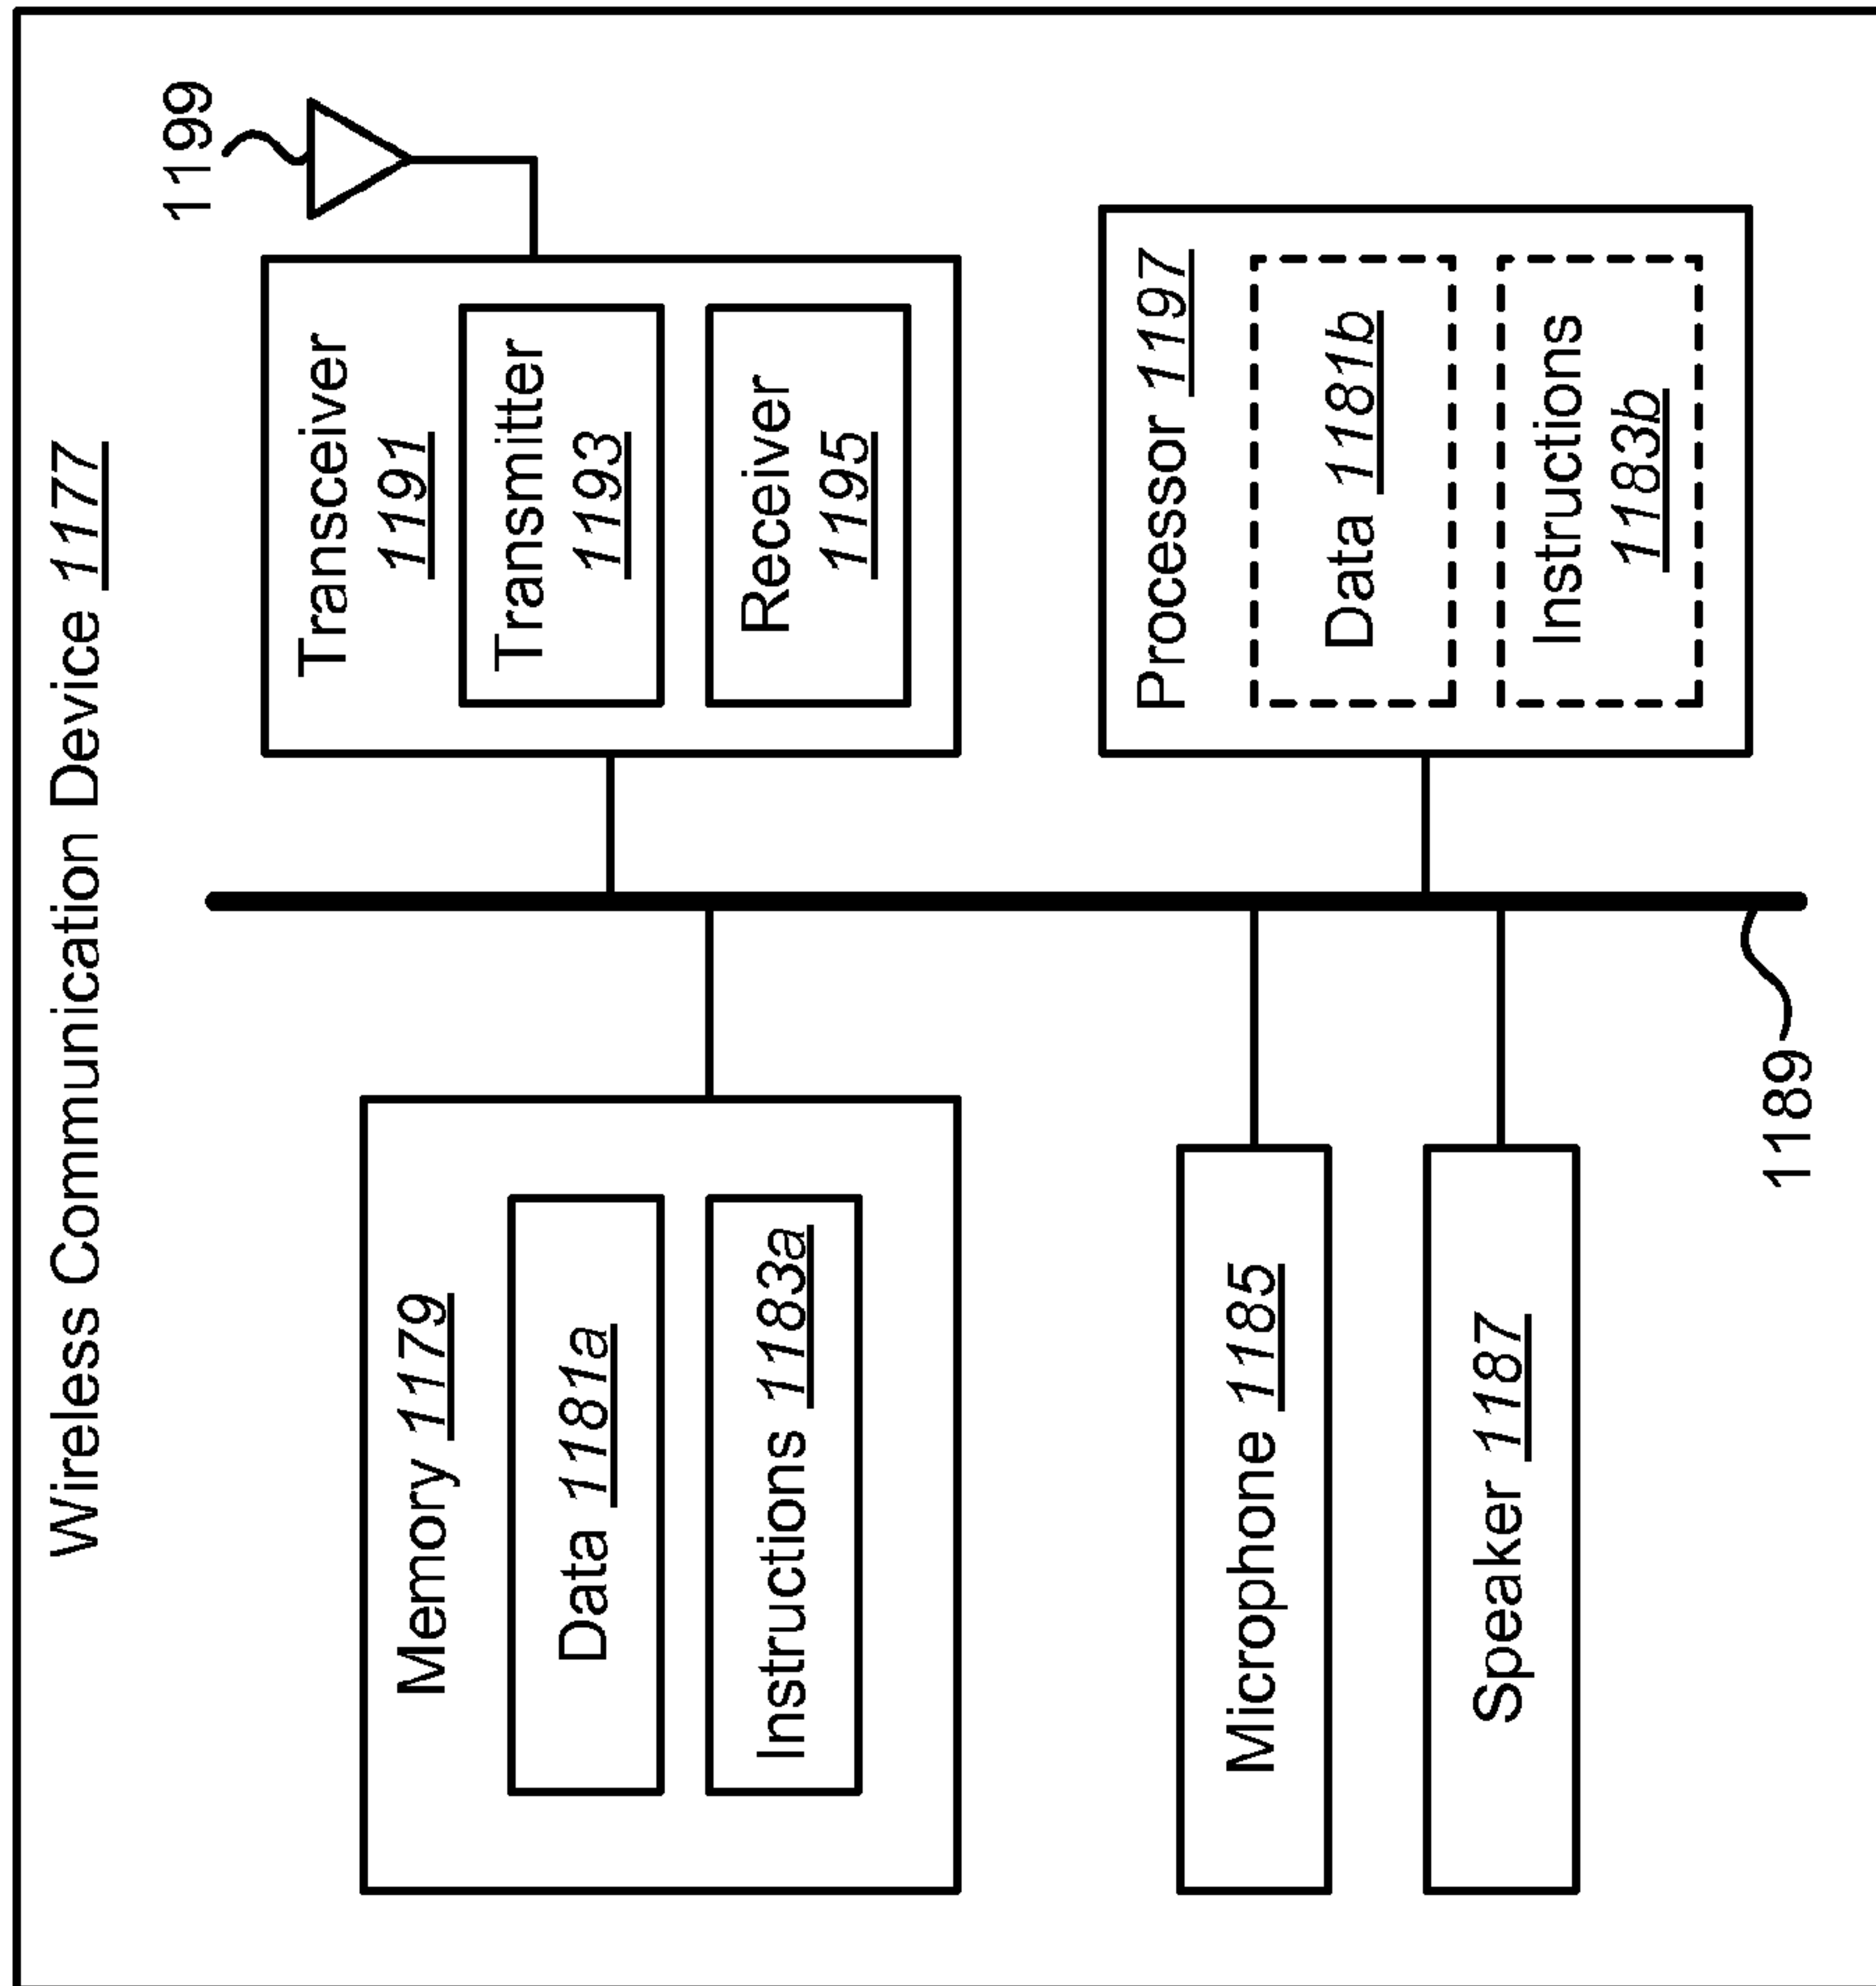 Wireless Communication Device 1177
1199
Memory 1179
Data 1181a
Instructions 1183a
Transceiver
1191
Transmitter
1193
Receiver
1195
Microphone 1185
Speaker 1187
Processor 1197
Data 1181b
Instructions
1183b
1189